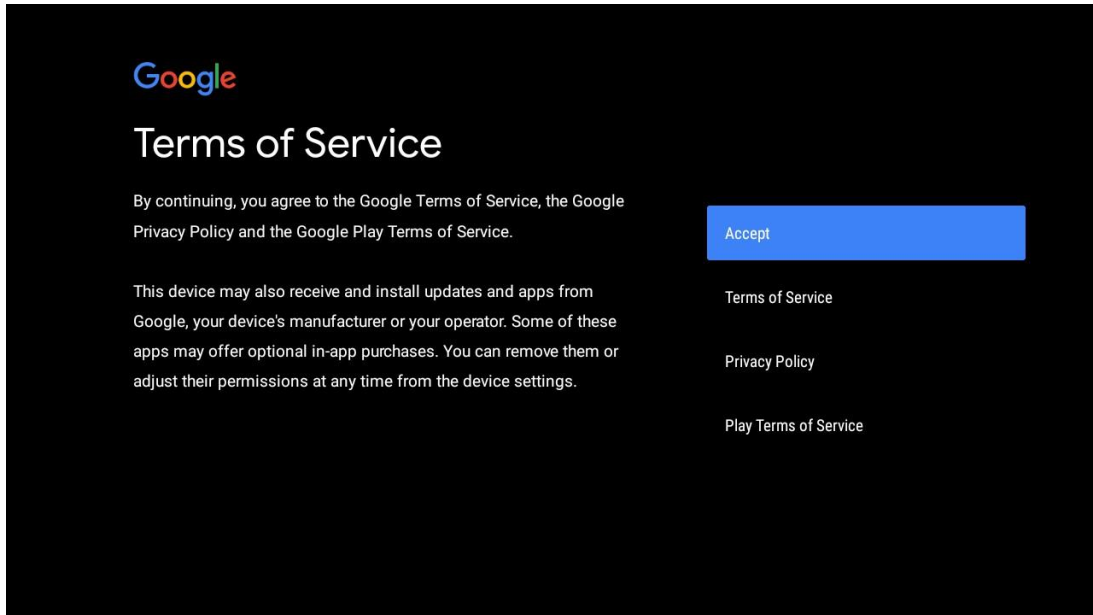 Google
Terms of Service
By continuing, you agree to the Google Terms of Service, the Google
Privacy Policy and the Google Play Terms of Service.
This device may also receive and install updates and apps from
Google, your device's manufacturer or your operator. Some of these
apps may offer optional in-app purchases. You can remove them or
adjust their permissions at any time from the device settings.
Accept
Terms of Service
Privacy Policy
Play Terms of Service